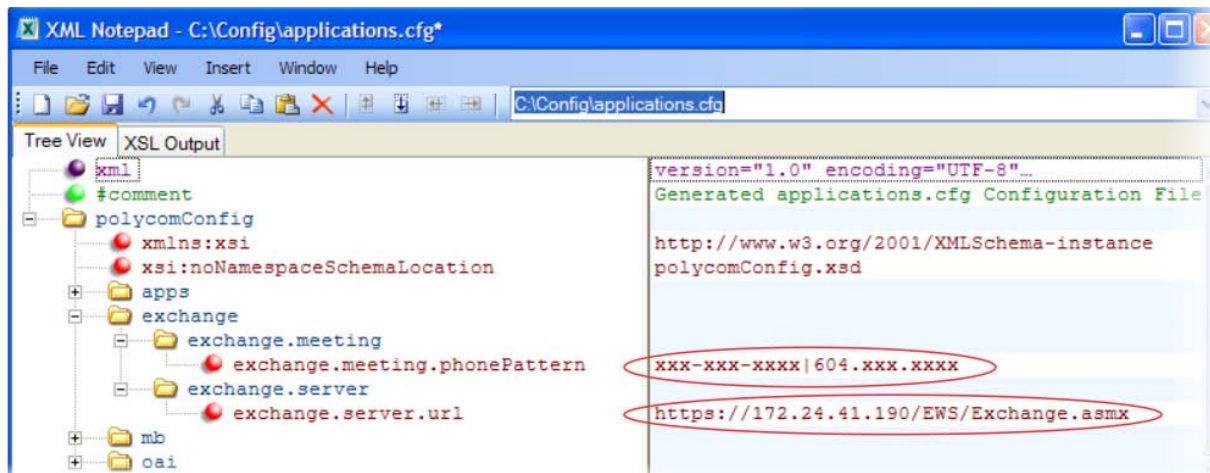 XML Notepad - C:\Config\applications.cfg*
File Edit View Insert Window Help
C:\Config\applications.cfg
Tree View XSL Output
xml version="1.0" encoding="UTF-8"…
#comment Generated applications.cfg Configuration File
polycomConfig
xmlns:xsi http://www.w3.org/2001/XMLSchema-instance
xsi:noNamespaceSchemaLocation polycomConfig.xsd
apps
exchange
exchange.meeting
exchange.meeting.phonePattern xxx-xxx-xxxx|604.xxx.xxxx
exchange.server
exchange.server.url https://172.24.41.190/EWS/Exchange.asmx
mb
oai